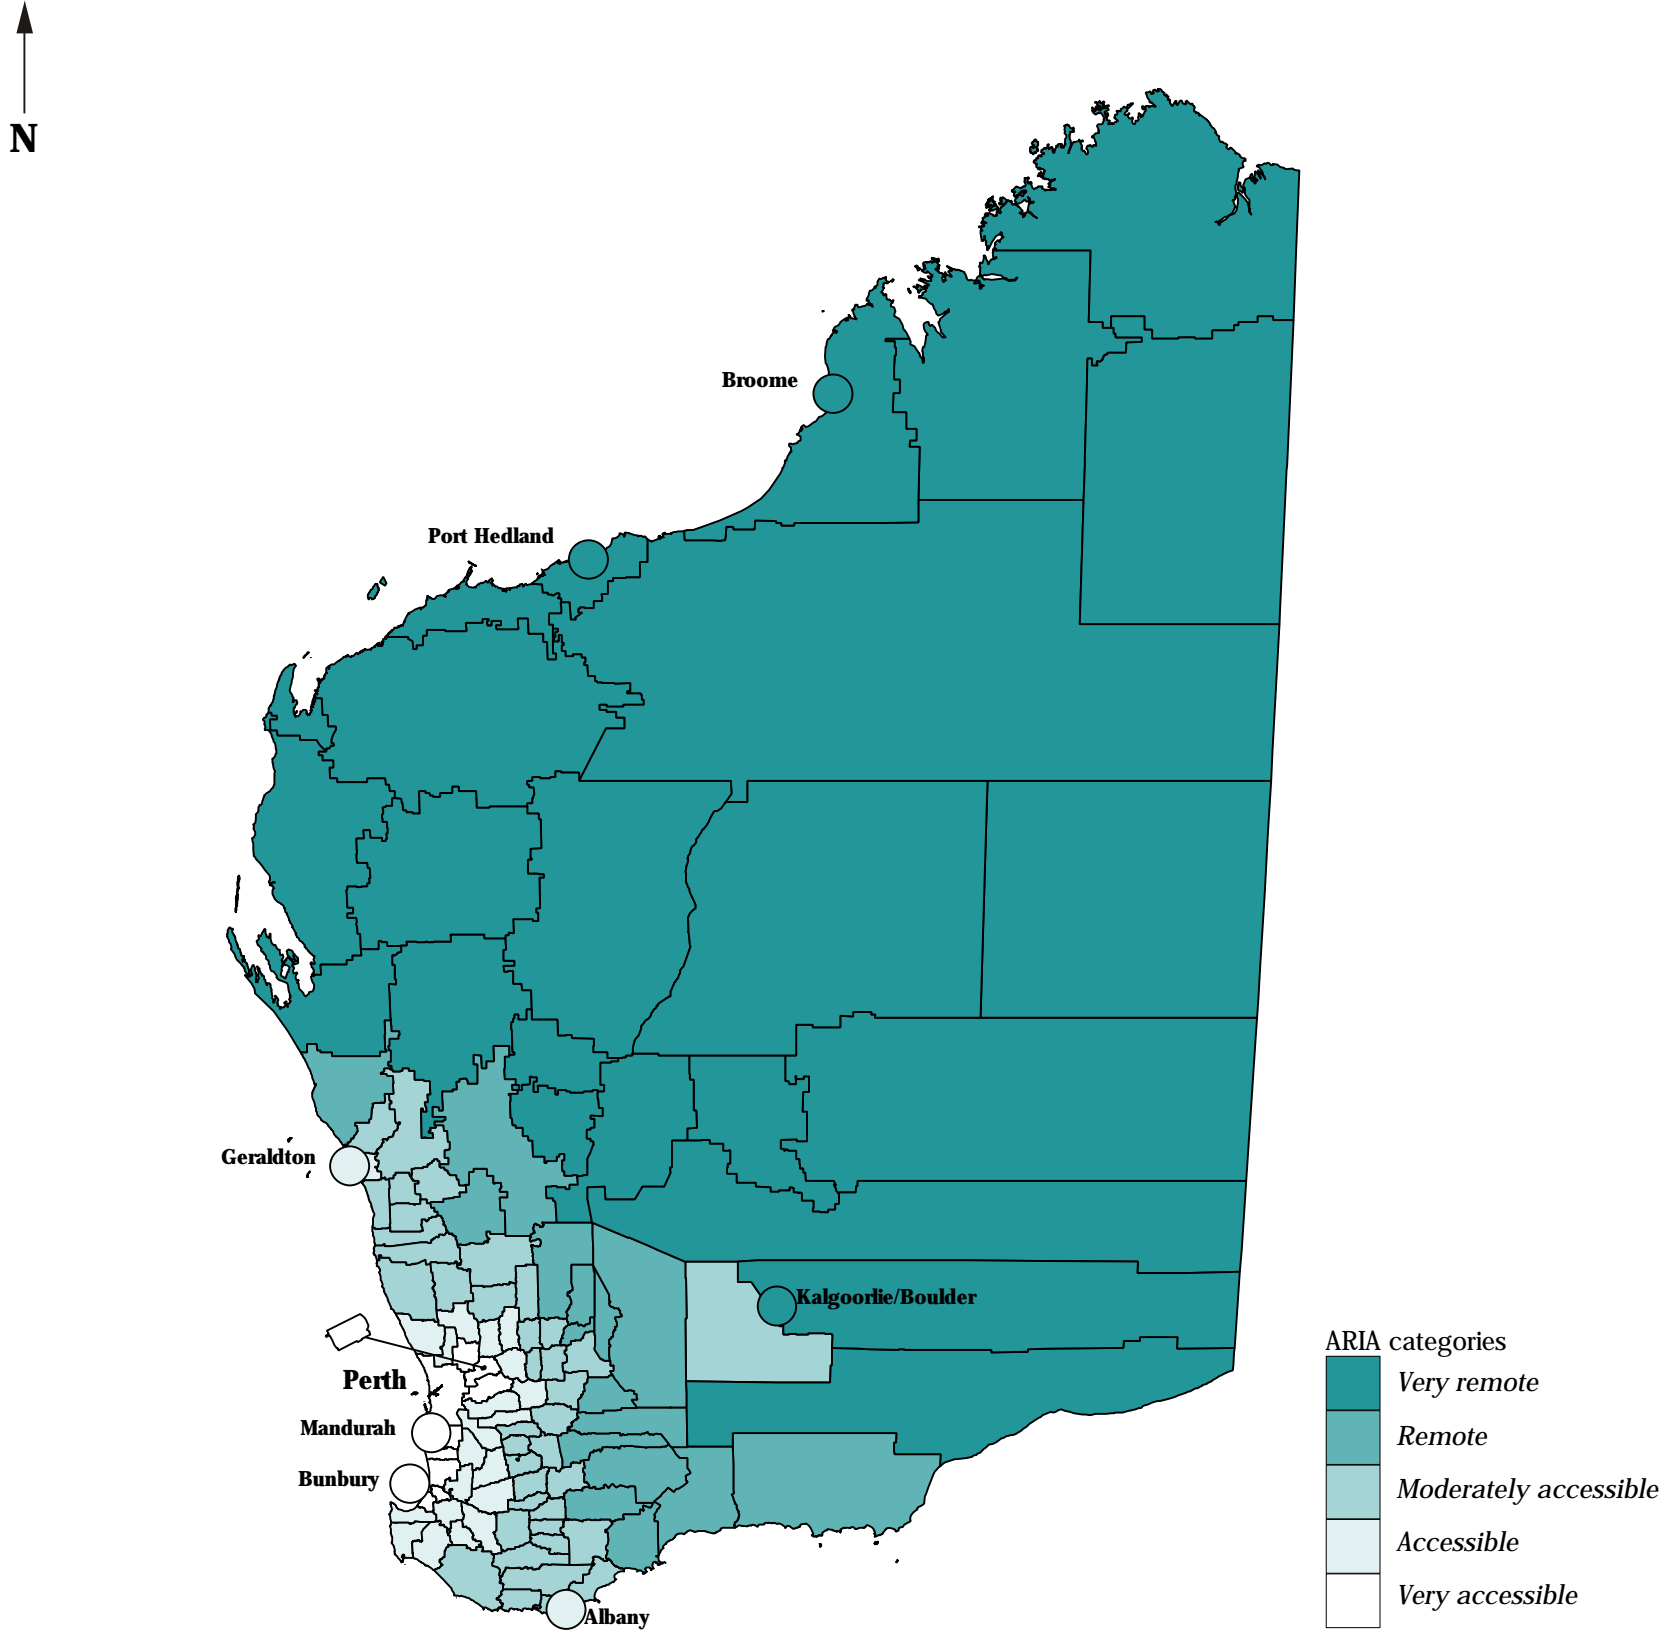 N
Broome
Port Hedland
Geraldton
Kalgoorlie/Boulder
Perth
Mandurah
Bunbury
Albany
ARIA categories
Very remote
Remote
Moderately accessible
Accessible
Very accessible